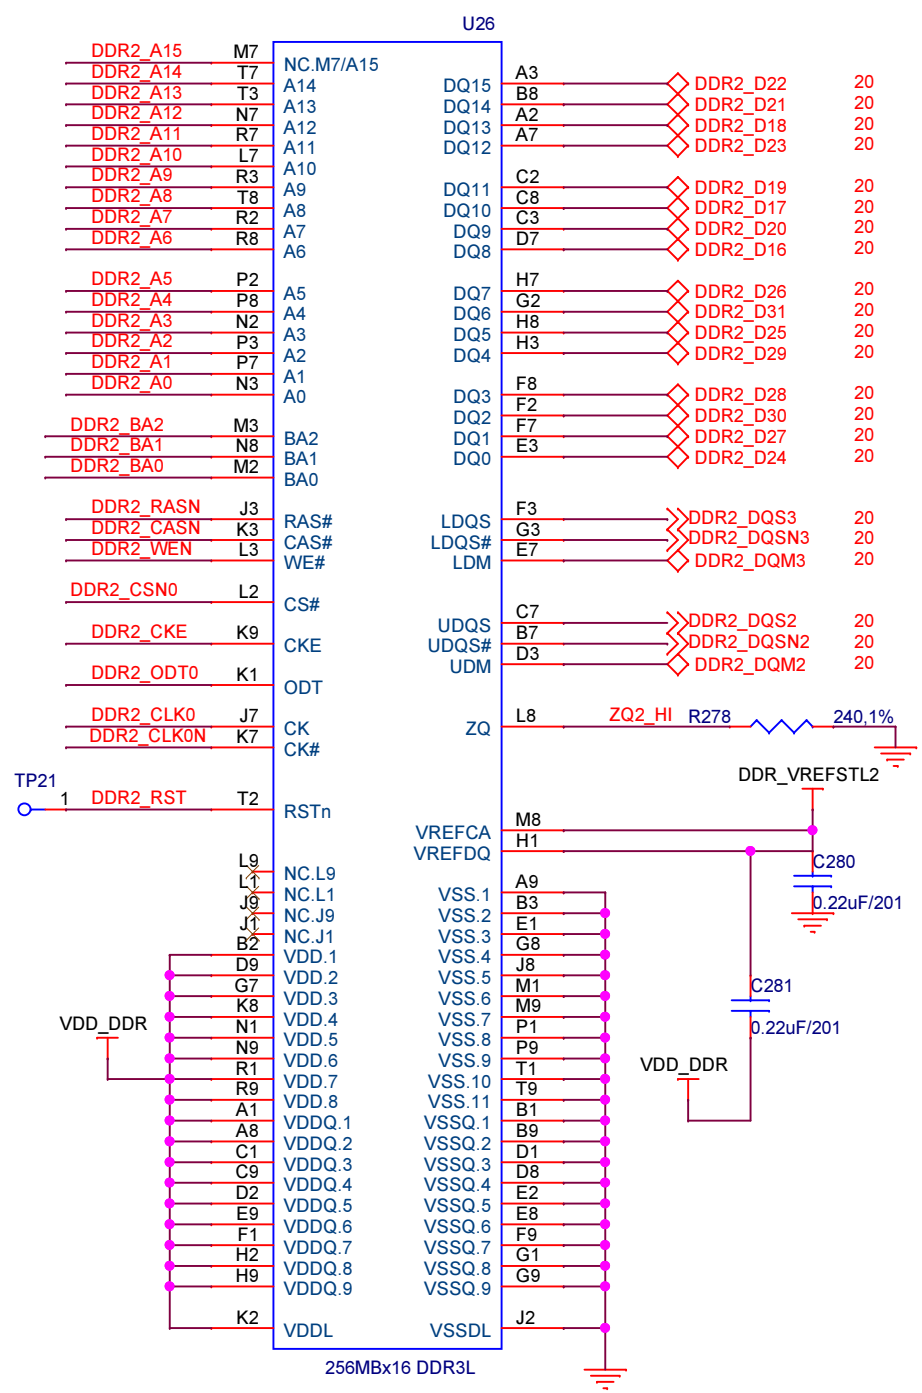 U26
DDR2_A15 M7 NC.M7/A15
DDR2_A14 T7 A14
DDR2_A13 T3 A13
DDR2_A12 N7 A12
DDR2_A11 R7 A11
DDR2_A10 L7 A10
DDR2_A9 R3 A9
DDR2_A8 T8 A8
DDR2_A7 R2 A7
DDR2_A6 R8 A6
DDR2_A5 P2 A5
DDR2_A4 P8 A4
DDR2_A3 N2 A3
DDR2_A2 P3 A2
DDR2_A1 P7 A1
DDR2_A0 N3 A0
DDR2_BA2 M3 BA2
DDR2_BA1 N8 BA1
DDR2_BA0 M2 BA0
DDR2_RASN J3 RAS#
DDR2_CASN K3 CAS#
DDR2_WEN L3 WE#
DDR2_CSN0 L2 CS#
DDR2_CKE K9 CKE
DDR2_ODT0 K1 ODT
DDR2_CLK0 J7 CK
DDR2_CLK0N K7 CK#
TP21
1 DDR2_RST T2 RSTn
L9 NC.L9
L1 NC.L1
J9 NC.J9
J1 NC.J1
B2 VDD.1
D9 VDD.2
G7 VDD.3
K8 VDD.4
VDD_DDR
N1 VDD.5
N9 VDD.6
R1 VDD.7
R9 VDD.8
A1 VDDQ.1
A8 VDDQ.2
C1 VDDQ.3
C9 VDDQ.4
D2 VDDQ.5
E9 VDDQ.6
F1 VDDQ.7
H2 VDDQ.8
H9 VDDQ.9
K2 VDDL
DQ15 A3 DDR2_D22 20
DQ14 B8 DDR2_D21 20
DQ13 A2 DDR2_D18 20
DQ12 A7 DDR2_D23 20
DQ11 C2 DDR2_D19 20
DQ10 C8 DDR2_D17 20
DQ9 C3 DDR2_D20 20
DQ8 D7 DDR2_D16 20
DQ7 H7 DDR2_D26 20
DQ6 G2 DDR2_D31 20
DQ5 H8 DDR2_D25 20
DQ4 H3 DDR2_D29 20
DQ3 F8 DDR2_D28 20
DQ2 F2 DDR2_D30 20
DQ1 F7 DDR2_D27 20
DQ0 E3 DDR2_D24 20
LDQS F3 DDR2_DQS3 20
LDQS# G3 DDR2_DQSN3 20
LDM E7 DDR2_DQM3 20
UDQS C7 DDR2_DQS2 20
UDQS# B7 DDR2_DQSN2 20
UDM D3 DDR2_DQM2 20
ZQ L8 ZQ2_HI R278 240,1%
DDR_VREFSTL2
VREFCA M8
VREFDQ H1
C280
0.22uF/201
VSS.1 A9
VSS.2 B3
VSS.3 E1
VSS.4 G8
VSS.5 J8
VSS.6 M1
VSS.7 M9
VSS.8 P1
VSS.9 P9
VSS.10 T1
VSS.11 T9
VSSQ.1 B1
VSSQ.2 B9
VSSQ.3 D1
VSSQ.4 D8
VSSQ.5 E2
VSSQ.6 E8
VSSQ.7 F9
VSSQ.8 G1
VSSQ.9 G9
VSSDL J2
C281
0.22uF/201
VDD_DDR
256MBx16 DDR3L